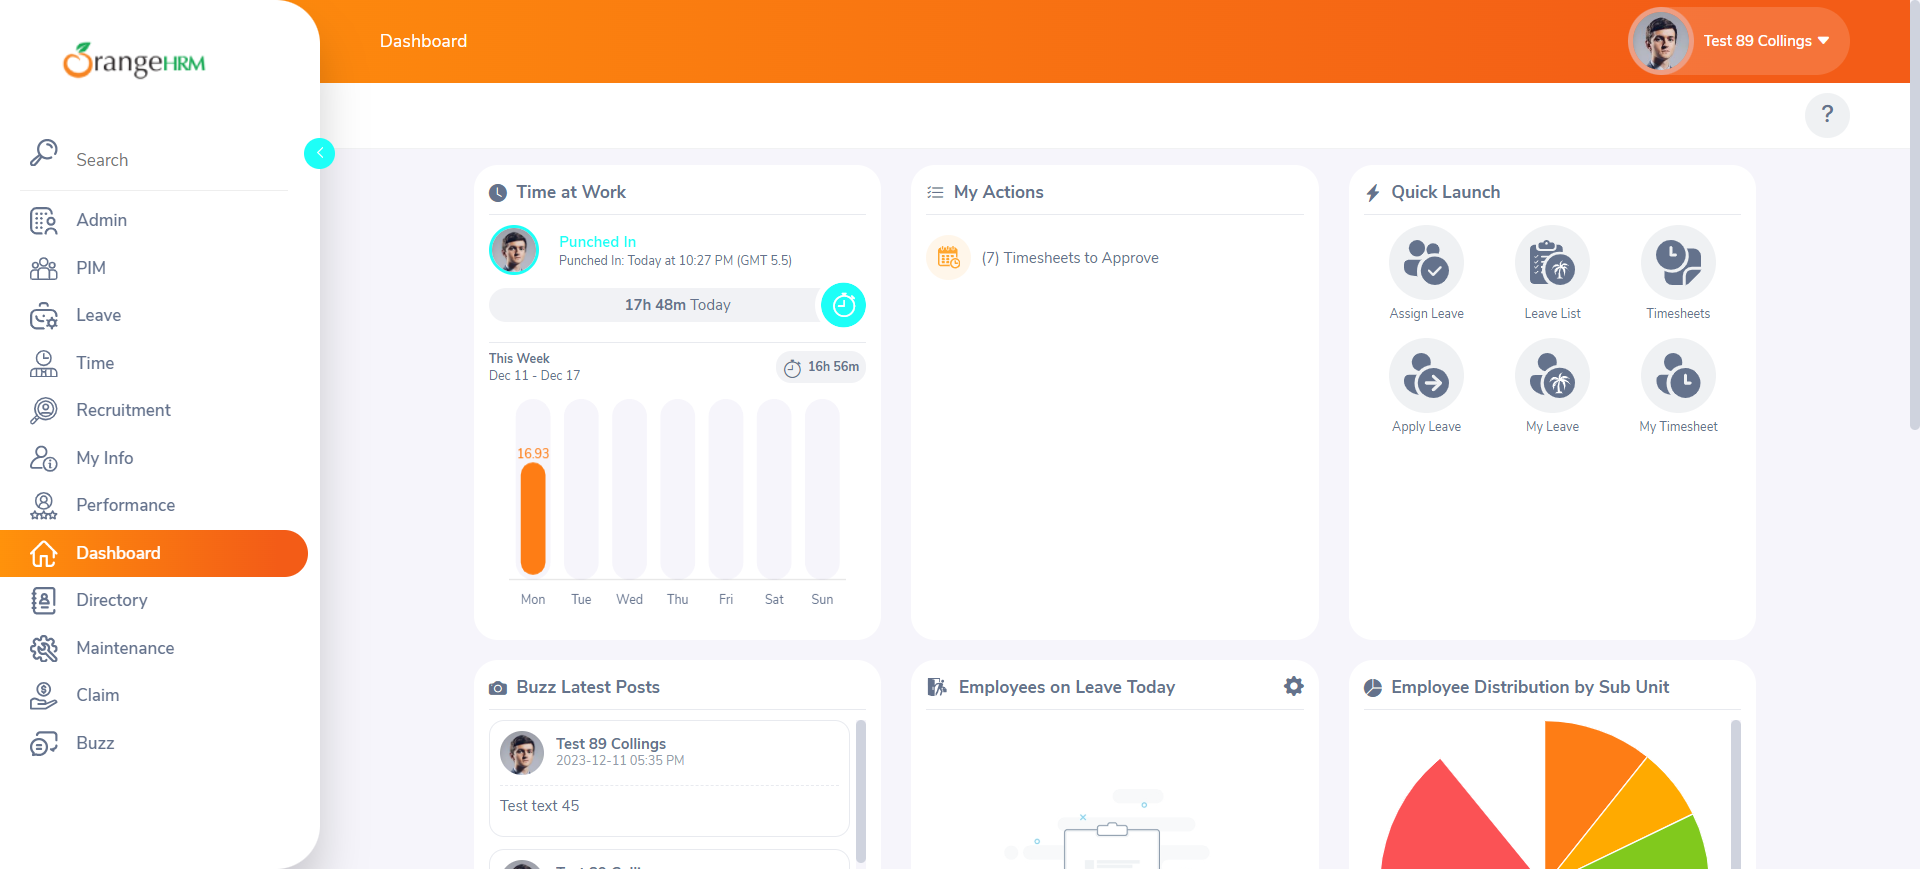 OrangeHRM
Search
Admin
PIM
Leave
Time
Recruitment
My Info
Performance
Dashboard
Directory
Maintenance
Claim
Buzz
Dashboard
Test 89 Collings
?
Time at Work
Punched In
Punched In: Today at 10:27 PM (GMT 5.5)
17h 48m Today
This Week
Dec 11 - Dec 17
16h 56m
16.93
Mon Tue Wed Thu Fri Sat Sun
My Actions
(7) Timesheets to Approve
Quick Launch
Assign Leave
Leave List
Timesheets
Apply Leave
My Leave
My Timesheet
Buzz Latest Posts
Test 89 Collings
2023-12-11 05:35 PM
Test text 45
Employees on Leave Today
Employee Distribution by Sub Unit